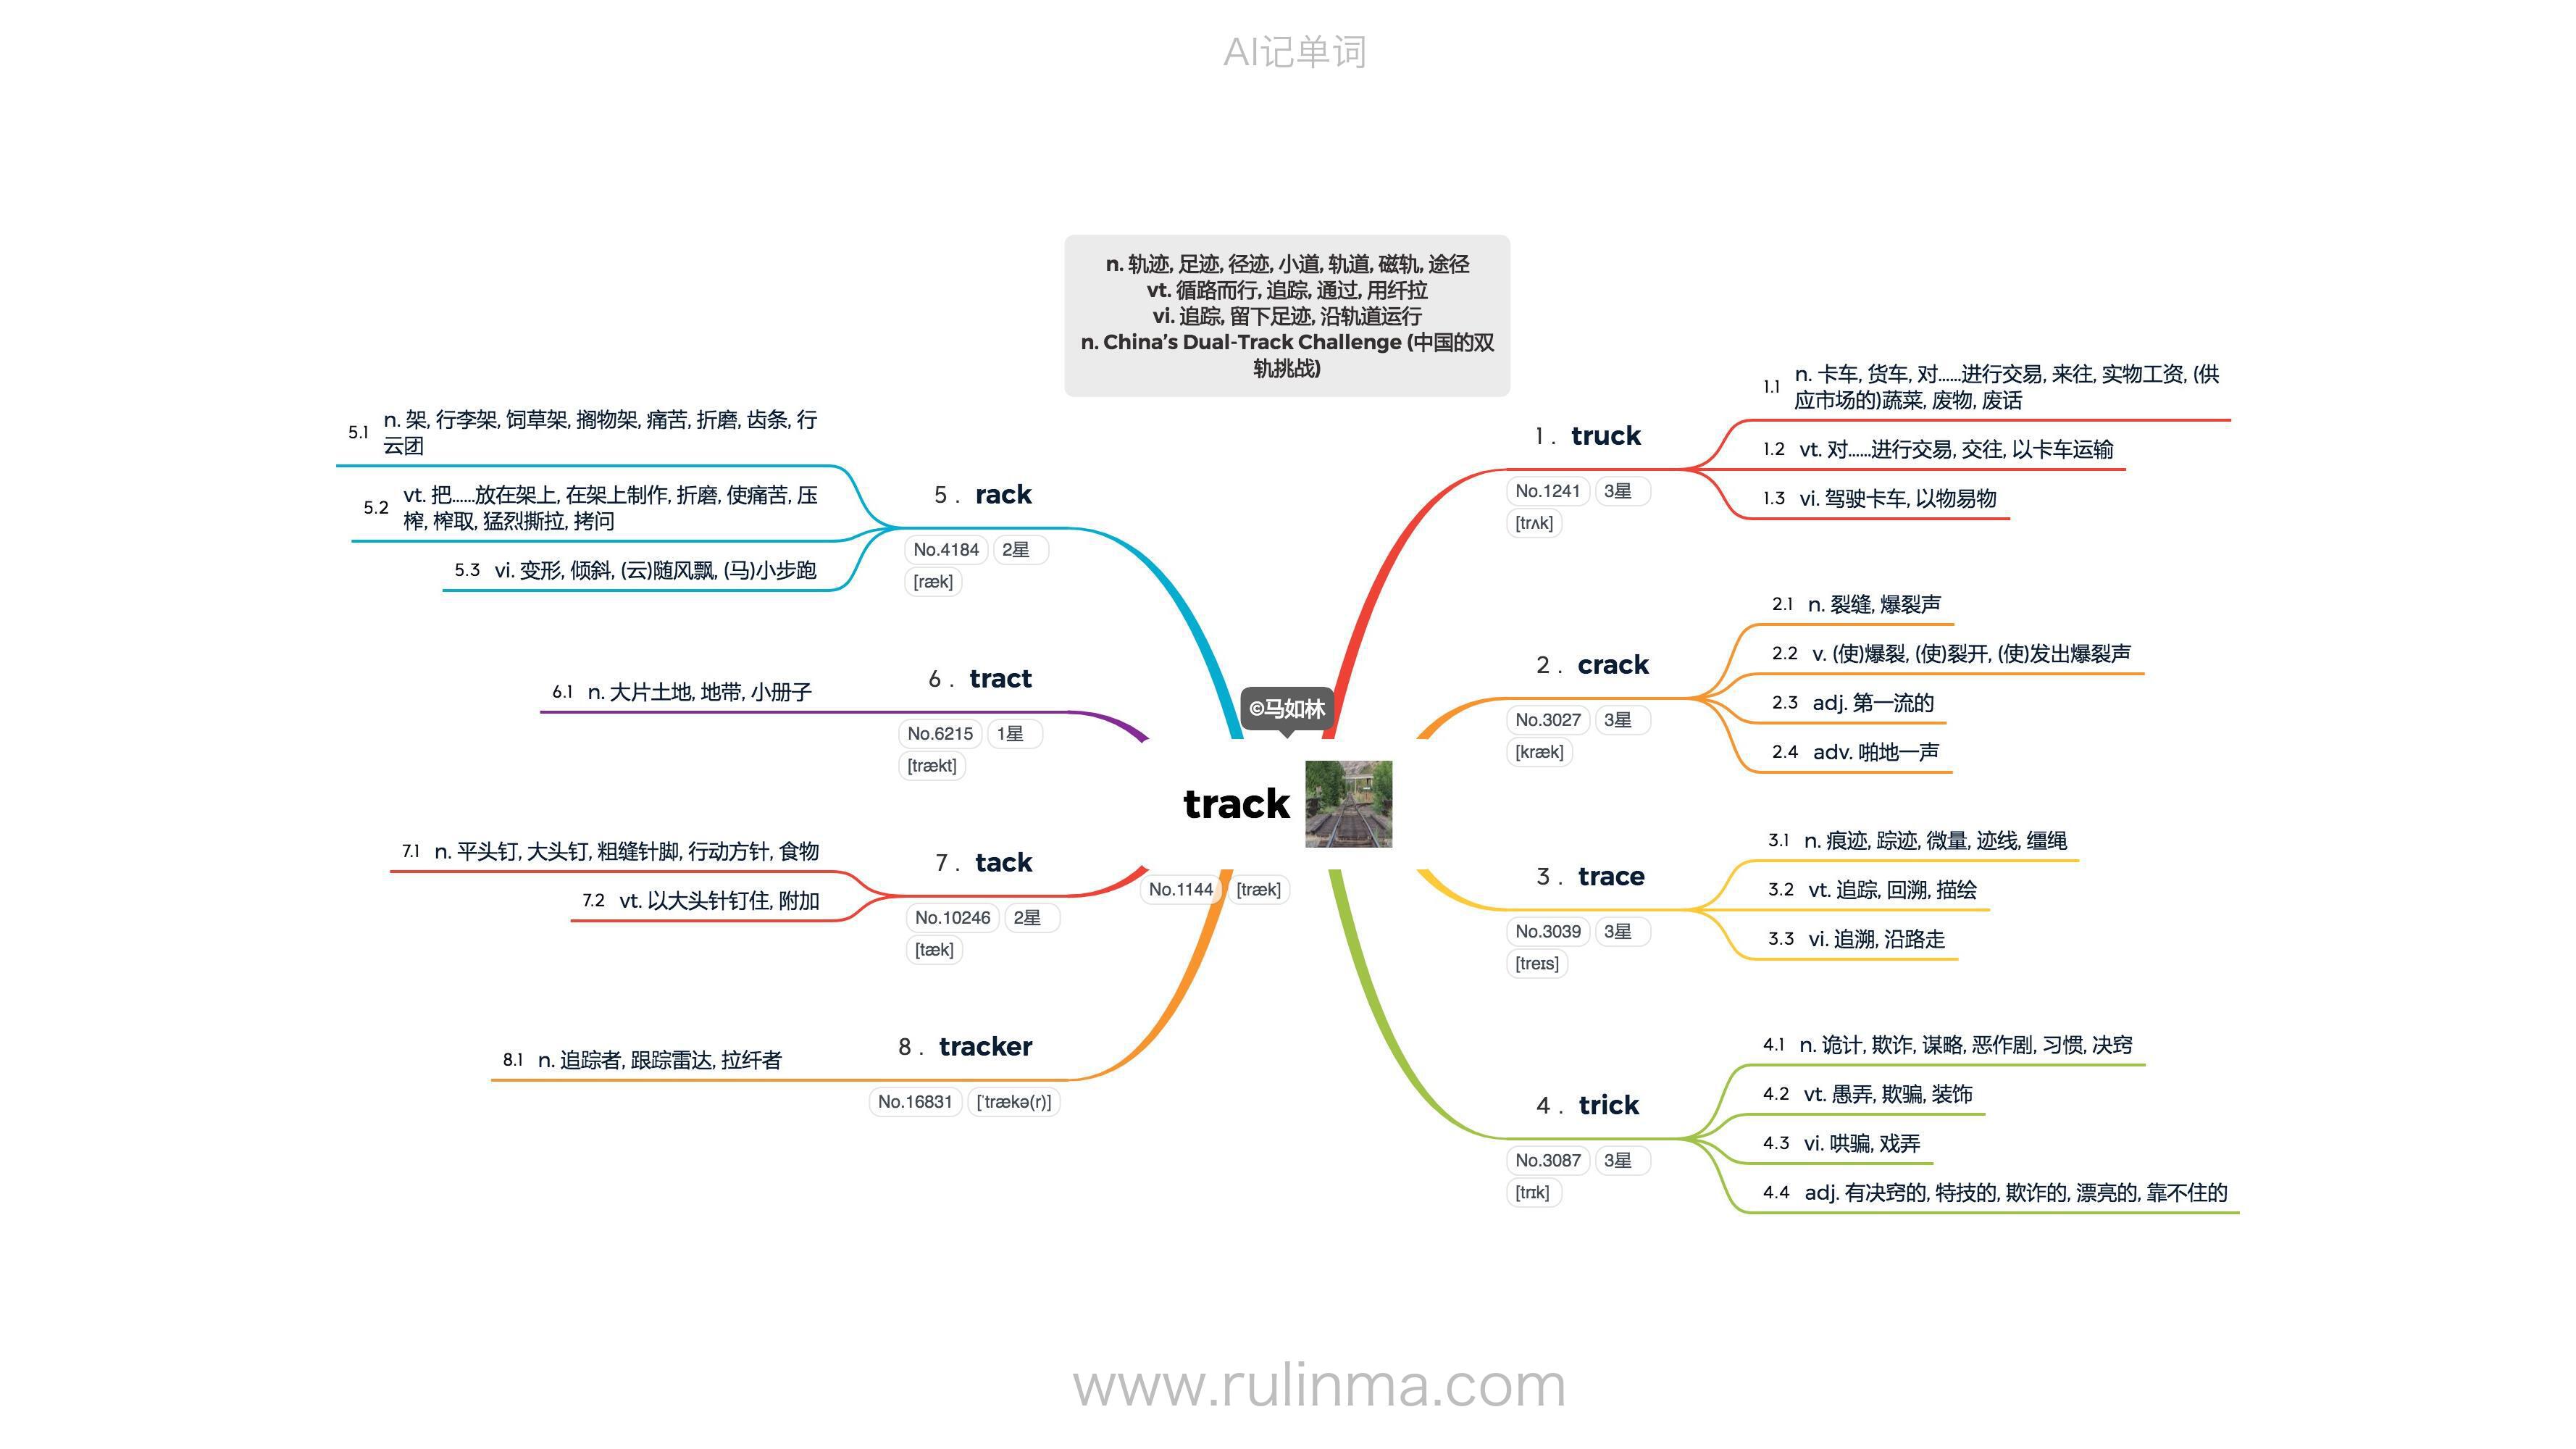 AI记单词
n. 轨迹, 足迹, 径迹, 小道, 轨道, 磁轨, 途径
vt. 循路而行, 追踪, 通过, 用纤拉
vi. 追踪, 留下足迹, 沿轨道运行
n. China’s Dual-Track Challenge (中国的双
轨挑战)
©马如林
track
No.1144 [træk]
1. truck
No.1241 3星
[trʌk]
1.1 n. 卡车, 货车, 对……进行交易, 来往, 实物工资, (供
应市场的)蔬菜, 废物, 废话
1.2 vt. 对……进行交易, 交往, 以卡车运输
1.3 vi. 驾驶卡车, 以物易物
2. crack
No.3027 3星
[kræk]
2.1 n. 裂缝, 爆裂声
2.2 v. (使)爆裂, (使)裂开, (使)发出爆裂声
2.3 adj. 第一流的
2.4 adv. 啪地一声
3. trace
No.3039 3星
[treɪs]
3.1 n. 痕迹, 踪迹, 微量, 迹线, 缰绳
3.2 vt. 追踪, 回溯, 描绘
3.3 vi. 追溯, 沿路走
4. trick
No.3087 3星
[trɪk]
4.1 n. 诡计, 欺诈, 谋略, 恶作剧, 习惯, 决窍
4.2 vt. 愚弄, 欺骗, 装饰
4.3 vi. 哄骗, 戏弄
4.4 adj. 有决窍的, 特技的, 欺诈的, 漂亮的, 靠不住的
5. rack
No.4184 2星
[ræk]
5.1 n. 架, 行李架, 饲草架, 搁物架, 痛苦, 折磨, 齿条, 行
云团
5.2 vt. 把……放在架上, 在架上制作, 折磨, 使痛苦, 压
榨, 榨取, 猛烈撕拉, 拷问
5.3 vi. 变形, 倾斜, (云)随风飘, (马)小步跑
6. tract
No.6215 1星
[trækt]
6.1 n. 大片土地, 地带, 小册子
7. tack
No.10246 2星
[tæk]
7.1 n. 平头钉, 大头钉, 粗缝针脚, 行动方针, 食物
7.2 vt. 以大头针钉住, 附加
8. tracker
No.16831 [ˈtrækə(r)]
8.1 n. 追踪者, 跟踪雷达, 拉纤者
www.rulinma.com